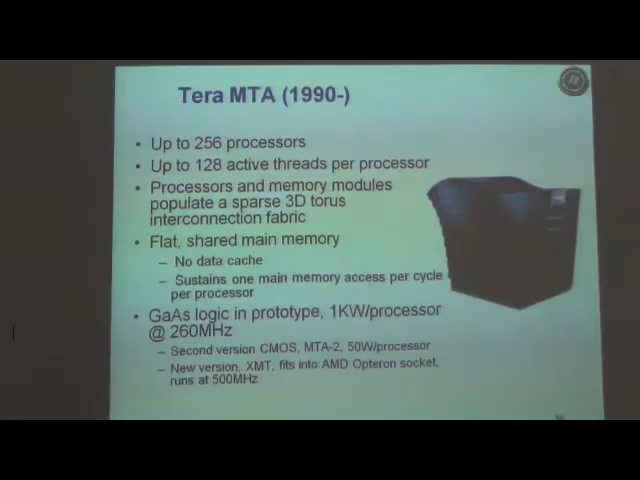 Tera MTA (1990-)
• Up to 256 processors
• Up to 128 active threads per processor
• Processors and memory modules
populate a sparse 3D torus
interconnection fabric
• Flat, shared main memory
– No data cache
– Sustains one main memory access per cycle
per processor
• GaAs logic in prototype, 1KW/processor
@ 260MHz
– Second version CMOS, MTA-2, 50W/processor
– New version, XMT, fits into AMD Opteron socket,
runs at 500MHz